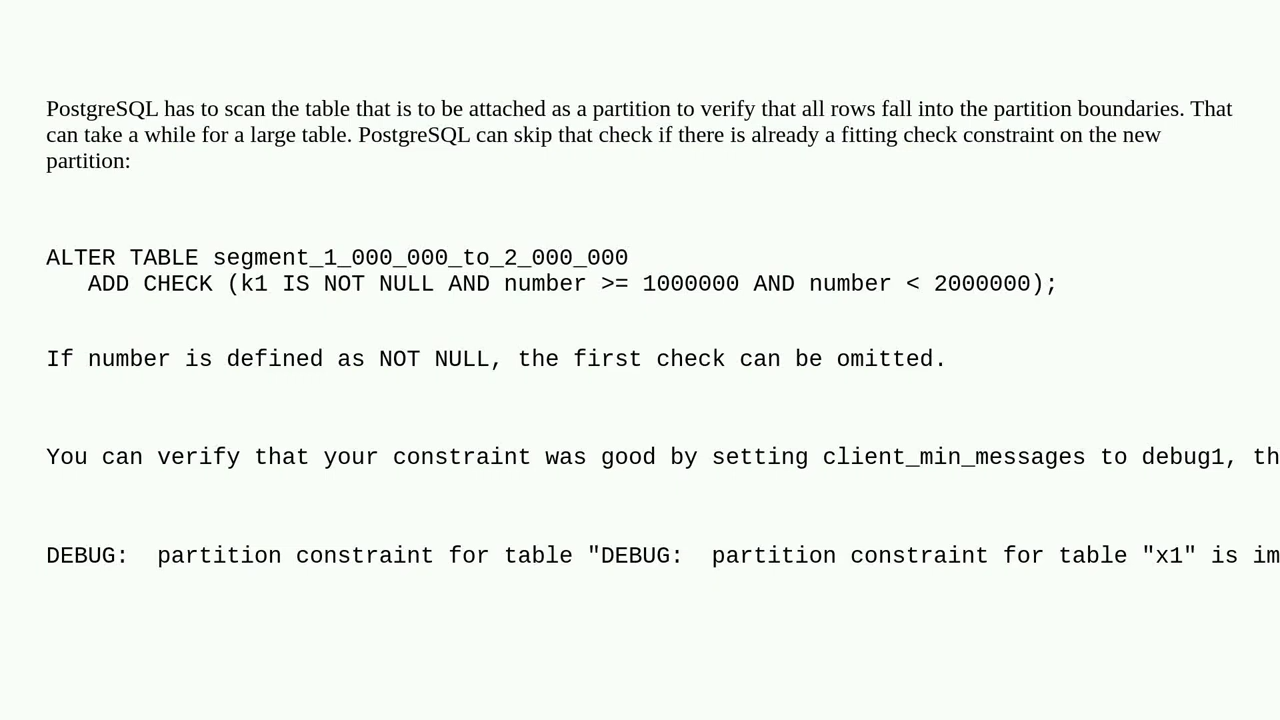 PostgreSQL has to scan the table that is to be attached as a partition to verify that all rows fall into the partition boundaries. That
can take a while for a large table. PostgreSQL can skip that check if there is already a fitting check constraint on the new
partition:
ALTER TABLE segment_1_000_000_to_2_000_000
   ADD CHECK (k1 IS NOT NULL AND number >= 1000000 AND number < 2000000);
If number is defined as NOT NULL, the first check can be omitted.
You can verify that your constraint was good by setting client_min_messages to debug1,
DEBUG:  partition constraint for table "DEBUG:  partition constraint for table "x1" is